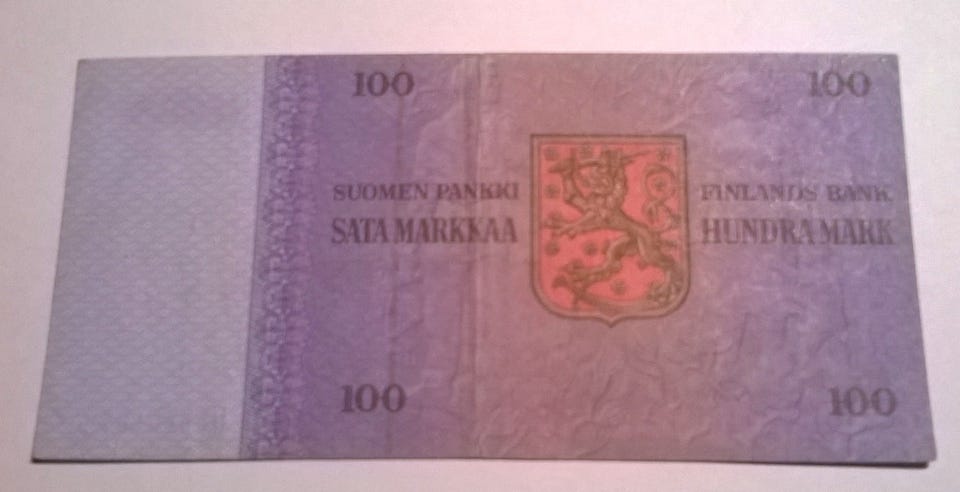 100 100
SUOMEN PANKKI FINLANDS BANK
SATA MARKKAA HUNDRA MARK
100 100